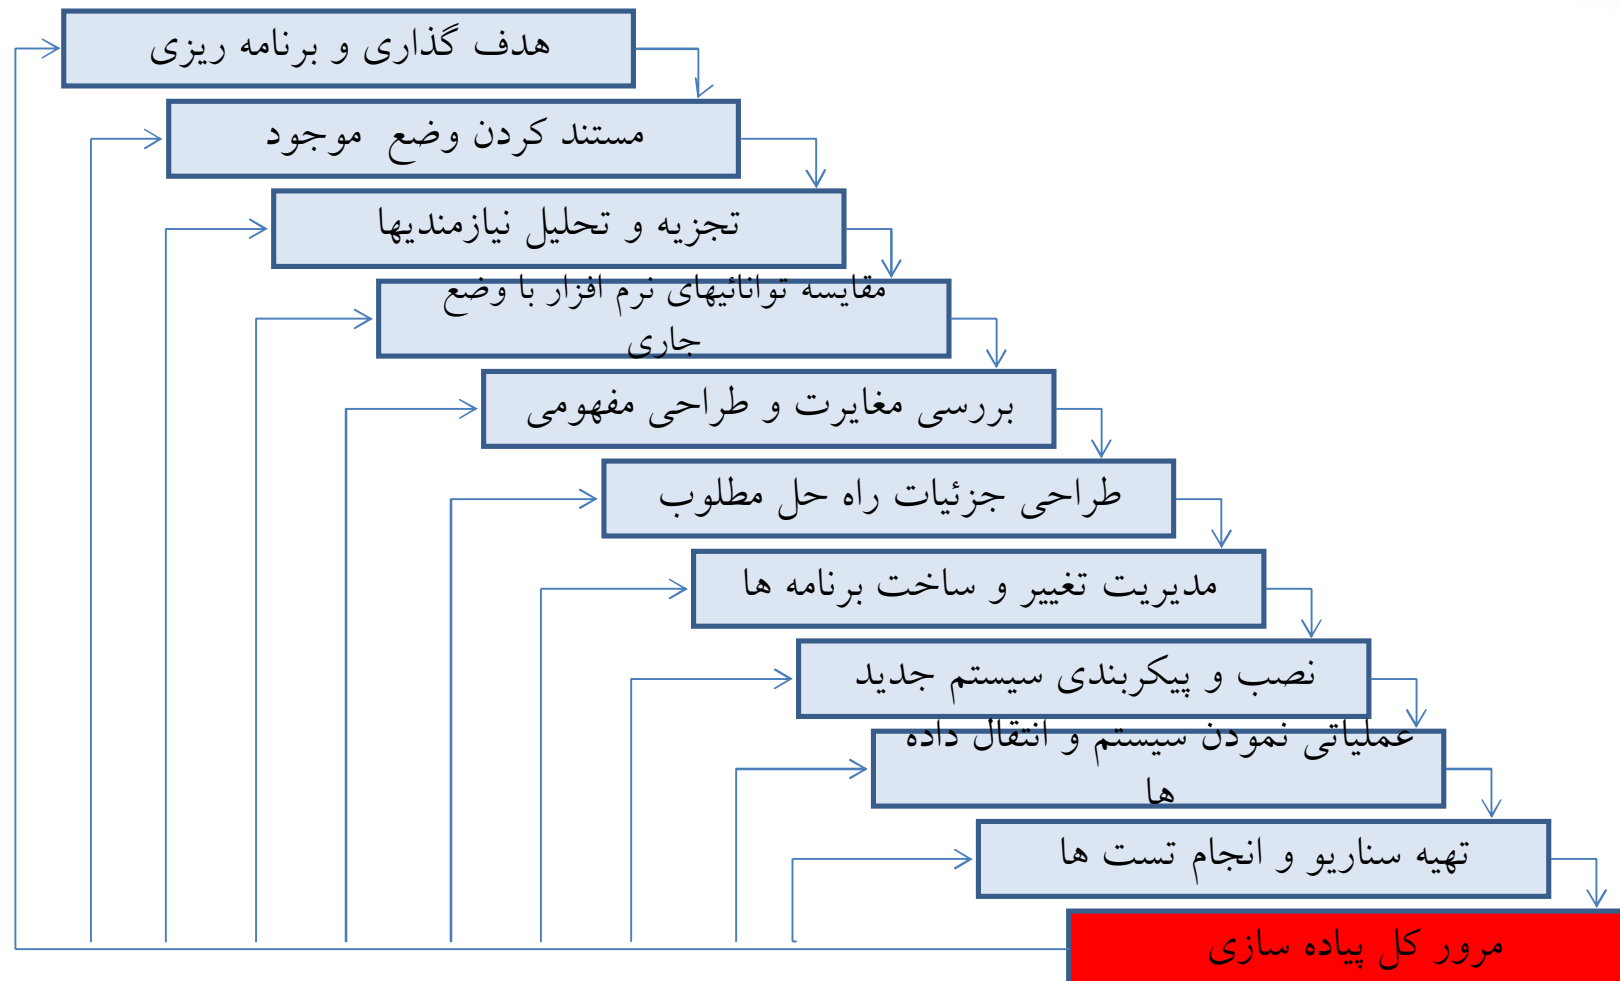 هدف گذاری و برنامه ریزی
مستند کردن وضع موجود
تجزیه و تحلیل نیازمندیها
مقایسه توانائیهای نرم افزار با وضع
جاری
بررسی مغایرت و طراحی مفهومی
طراحی جزئیات راه حل مطلوب
مدیریت تغییر و ساخت برنامه ها
نصب و پیکربندی سیستم جدید
عملیاتی نمودن سیستم و انتقال داده
ها
تهیه سناریو و انجام تست ها
مرور کل پیاده سازی